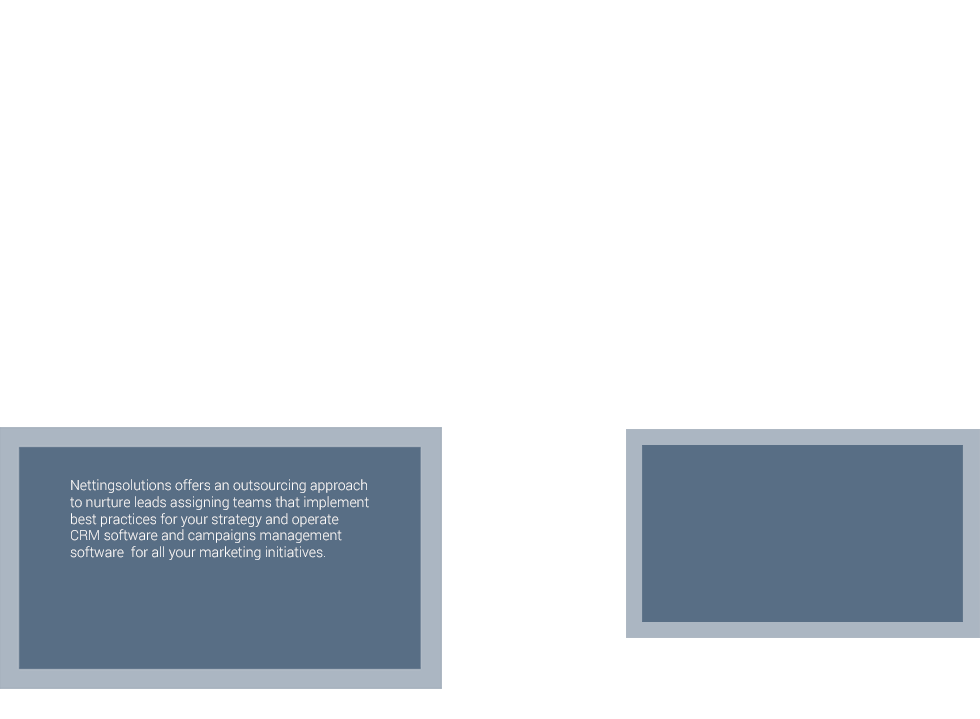 Nettingsolutions offers an outsourcing approach
to nurture leads assigning teams that implement
best practices for your strategy and operate
CRM software and campaigns management
software  for all your marketing initiatives.